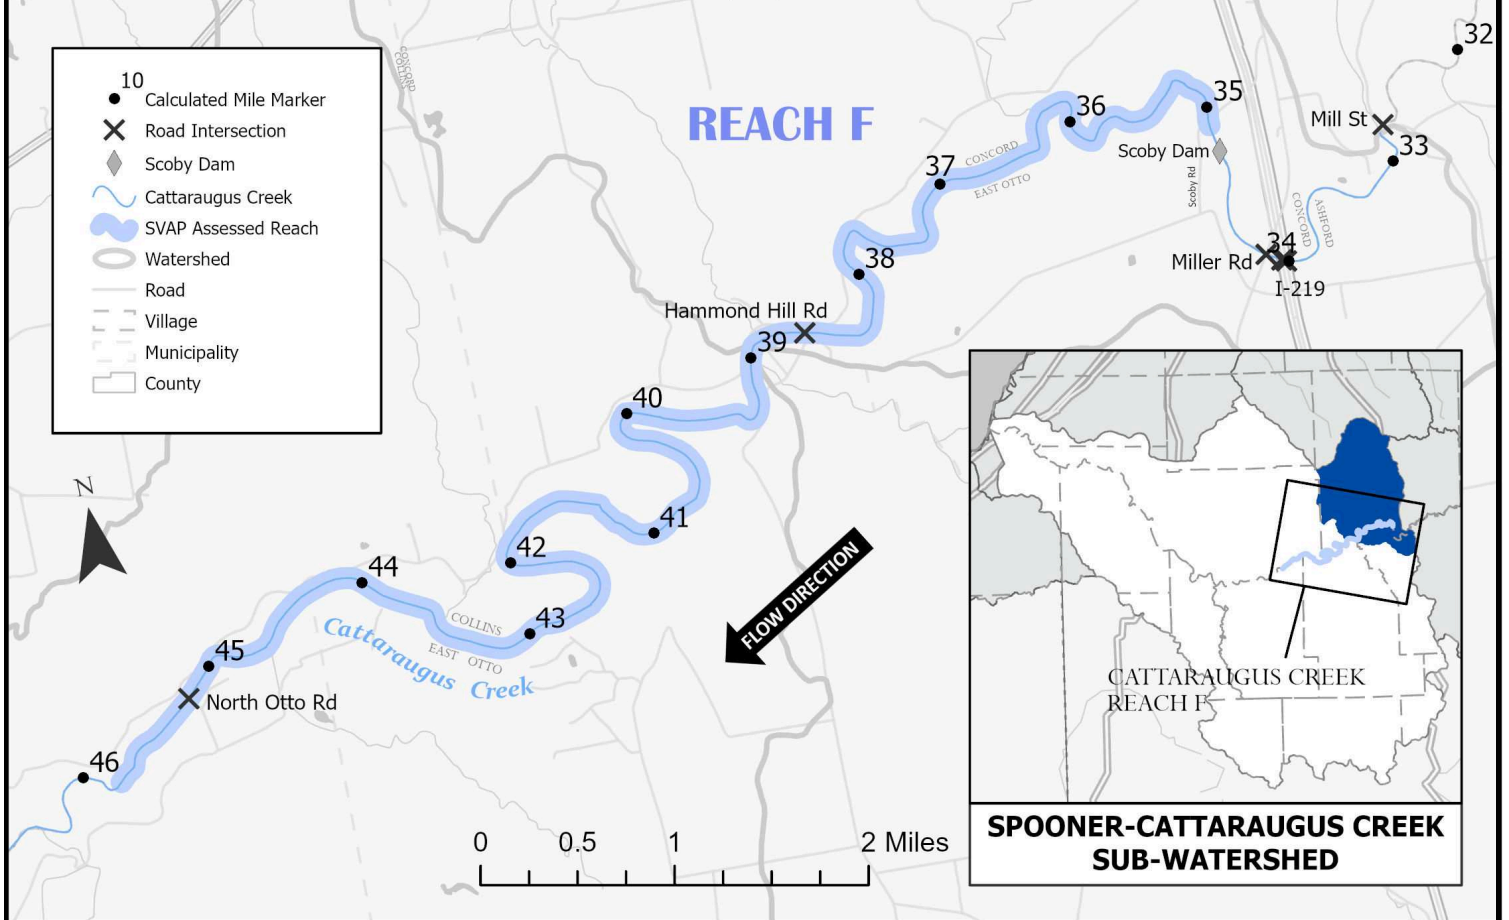 10
Calculated Mile Marker
Road Intersection
Scoby Dam
Cattaraugus Creek
SVAP Assessed Reach
Watershed
Road
Village
Municipality
County
CONCORD
COLLINS
REACH F
32
Mill St
33
35
36
Scoby Dam
Scoby Rd
37
CONCORD
EAST OTTO
CONCORD
ASHFORD
34
Miller Rd
I-219
38
Hammond Hill Rd
39
40
41
42
43
44
COLLINS
EAST OTTO
Cattaraugus Creek
45
North Otto Rd
46
N
FLOW DIRECTION
0 0.5 1 2 Miles
CATTARAUGUS CREEK
REACH F
SPOONER-CATTARAUGUS CREEK
SUB-WATERSHED